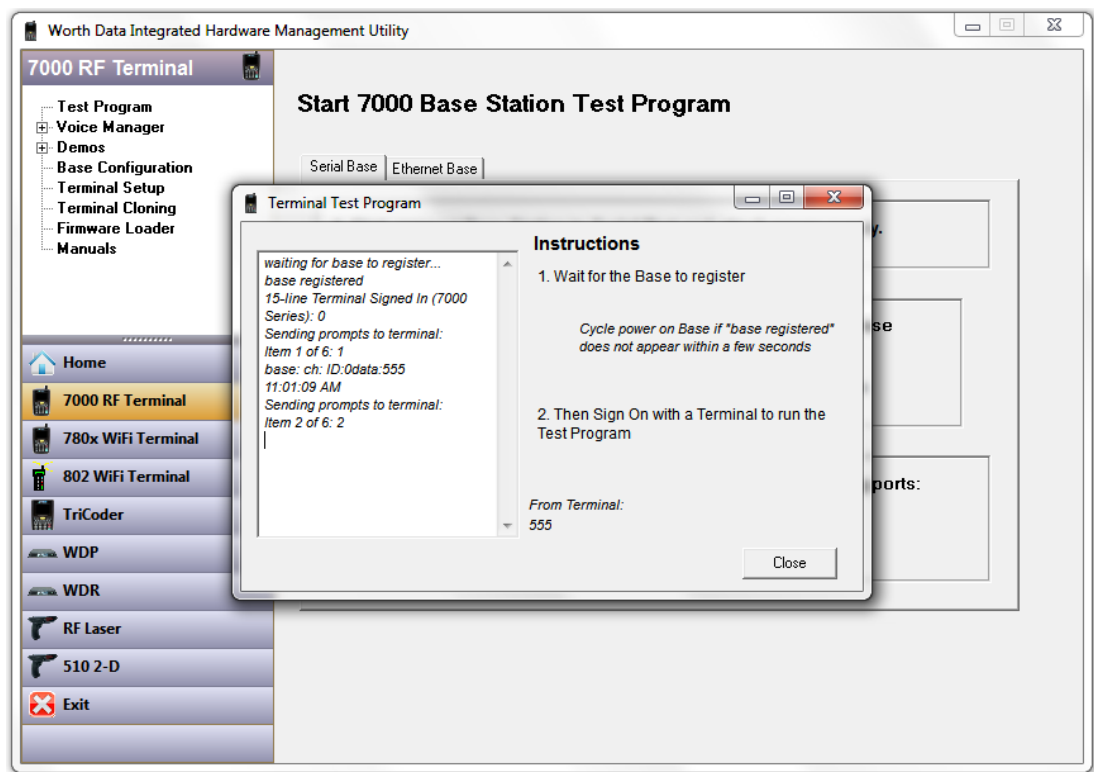 Worth Data Integrated Hardware Management Utility
7000 RF Terminal
Test Program
Voice Manager
Demos
Base Configuration
Terminal Setup
Terminal Cloning
Firmware Loader
Manuals
Home
7000 RF Terminal
780x WiFi Terminal
802 WiFi Terminal
TriCoder
WDP
WDR
RF Laser
510 2-D
Exit
Start 7000 Base Station Test Program
Serial Base
Ethernet Base
y.
se
ports:
Terminal Test Program
waiting for base to register...
base registered
15-line Terminal Signed In (7000
Series): 0
Sending prompts to terminal:
Item 1 of 6: 1
base: ch: ID:0data:555
11:01:09 AM
Sending prompts to terminal:
Item 2 of 6: 2
Instructions
1. Wait for the Base to register
Cycle power on Base if "base registered"
does not appear within a few seconds
2. Then Sign On with a Terminal to run the
Test Program
From Terminal:
555
Close